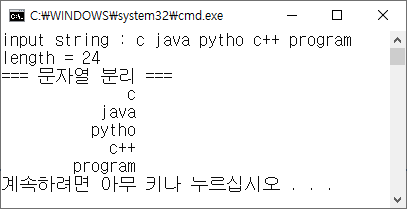 C:₩WINDOWS₩system32₩cmd.exe
input string : c java pytho c++ program
length = 24
=== 문자열 분리 ===
c
java
pytho
c++
program
계속하려면 아무 키나 누르십시오 . . .